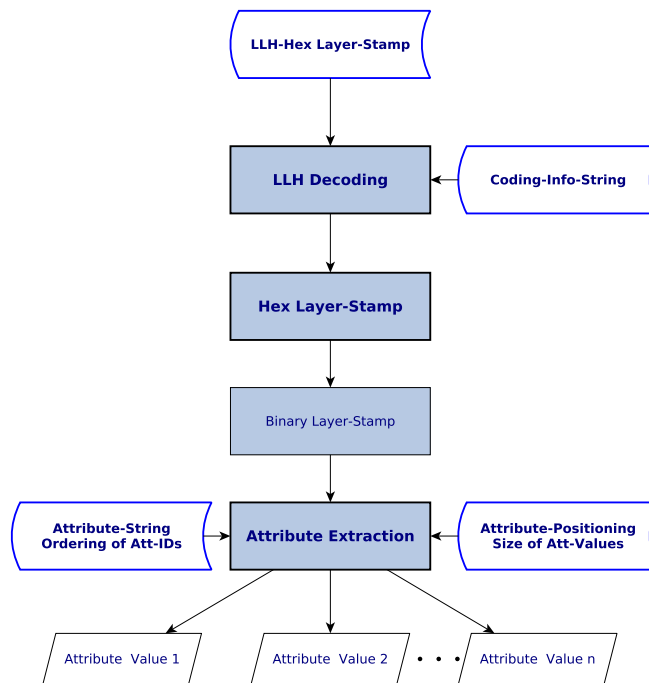 LLH-Hex Layer-Stamp
LLH Decoding
Coding-Info-String
Hex Layer-Stamp
Binary Layer-Stamp
Attribute-String
Ordering of Att-IDs
Attribute Extraction
Attribute-Positioning
Size of Att-Values
Attribute Value 1
Attribute Value 2
• • •
Attribute Value n